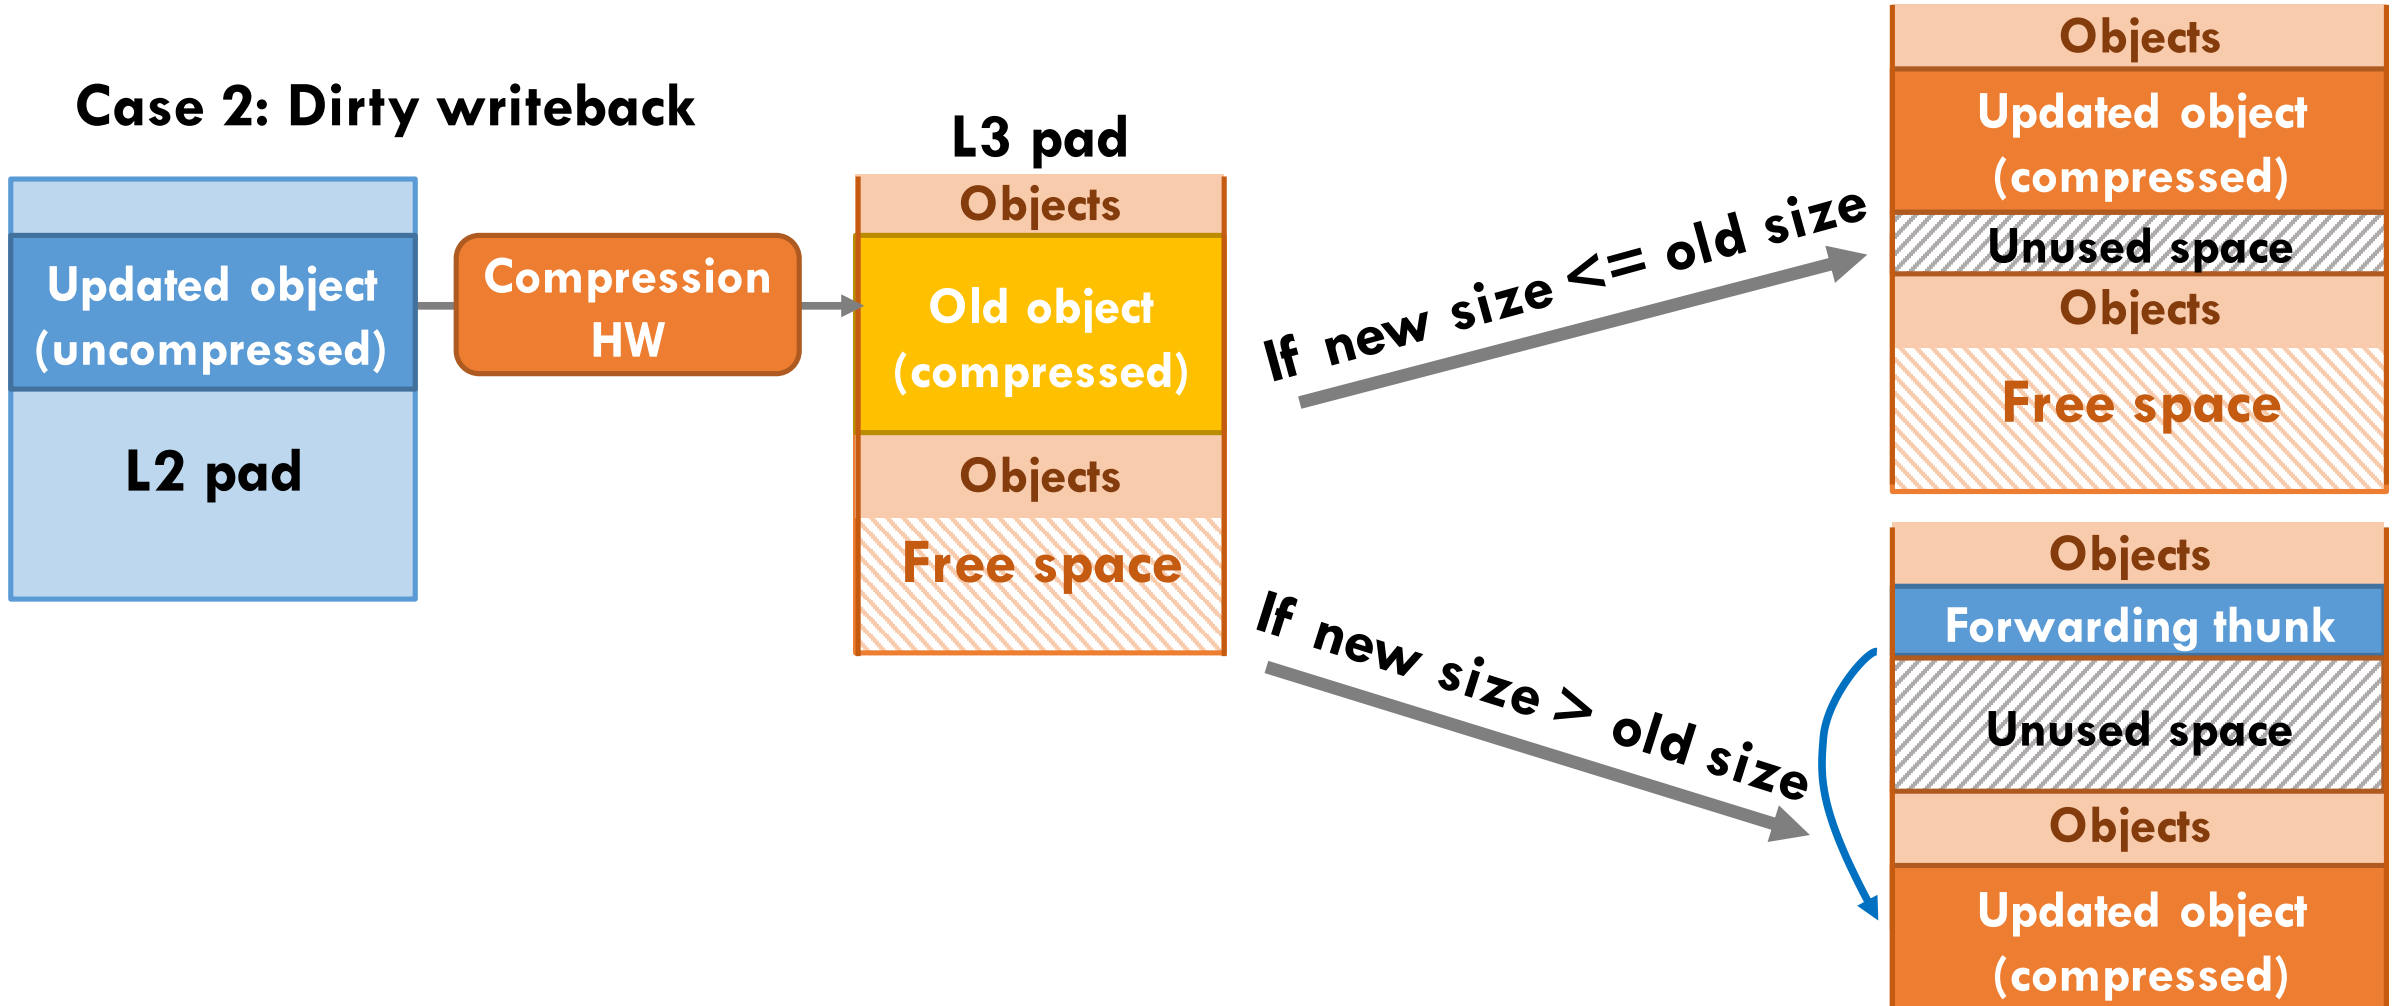 Case 2: Dirty writeback
Updated object
(uncompressed)
L2 pad
Compression
HW
L3 pad
Objects
Old object
(compressed)
Objects
Free space
If new size <= old size
Objects
Updated object
(compressed)
Unused space
Objects
Free space
If new size > old size
Objects
Forwarding thunk
Unused space
Objects
Updated object
(compressed)